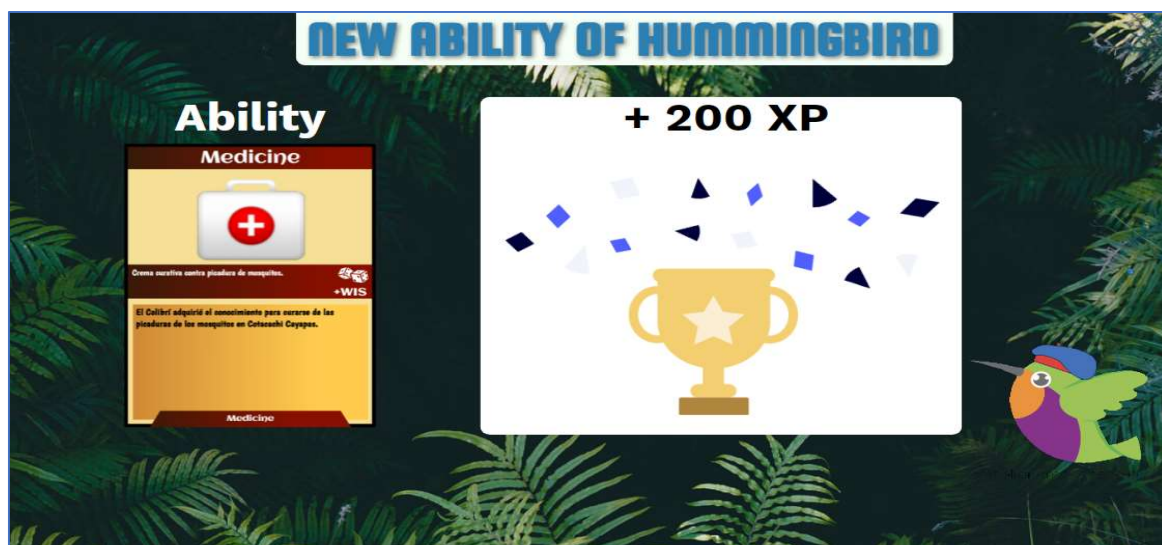 NEW ABILITY OF HUMMINGBIRD
Ability
Medicine
Crema curativa contra picadura de mosquitos.
+WIS
El Colibrí adquirió el conocimiento para curarse de las
picaduras de los mosquitos en Cotacachi Cayapas.
Medicine
+ 200 XP